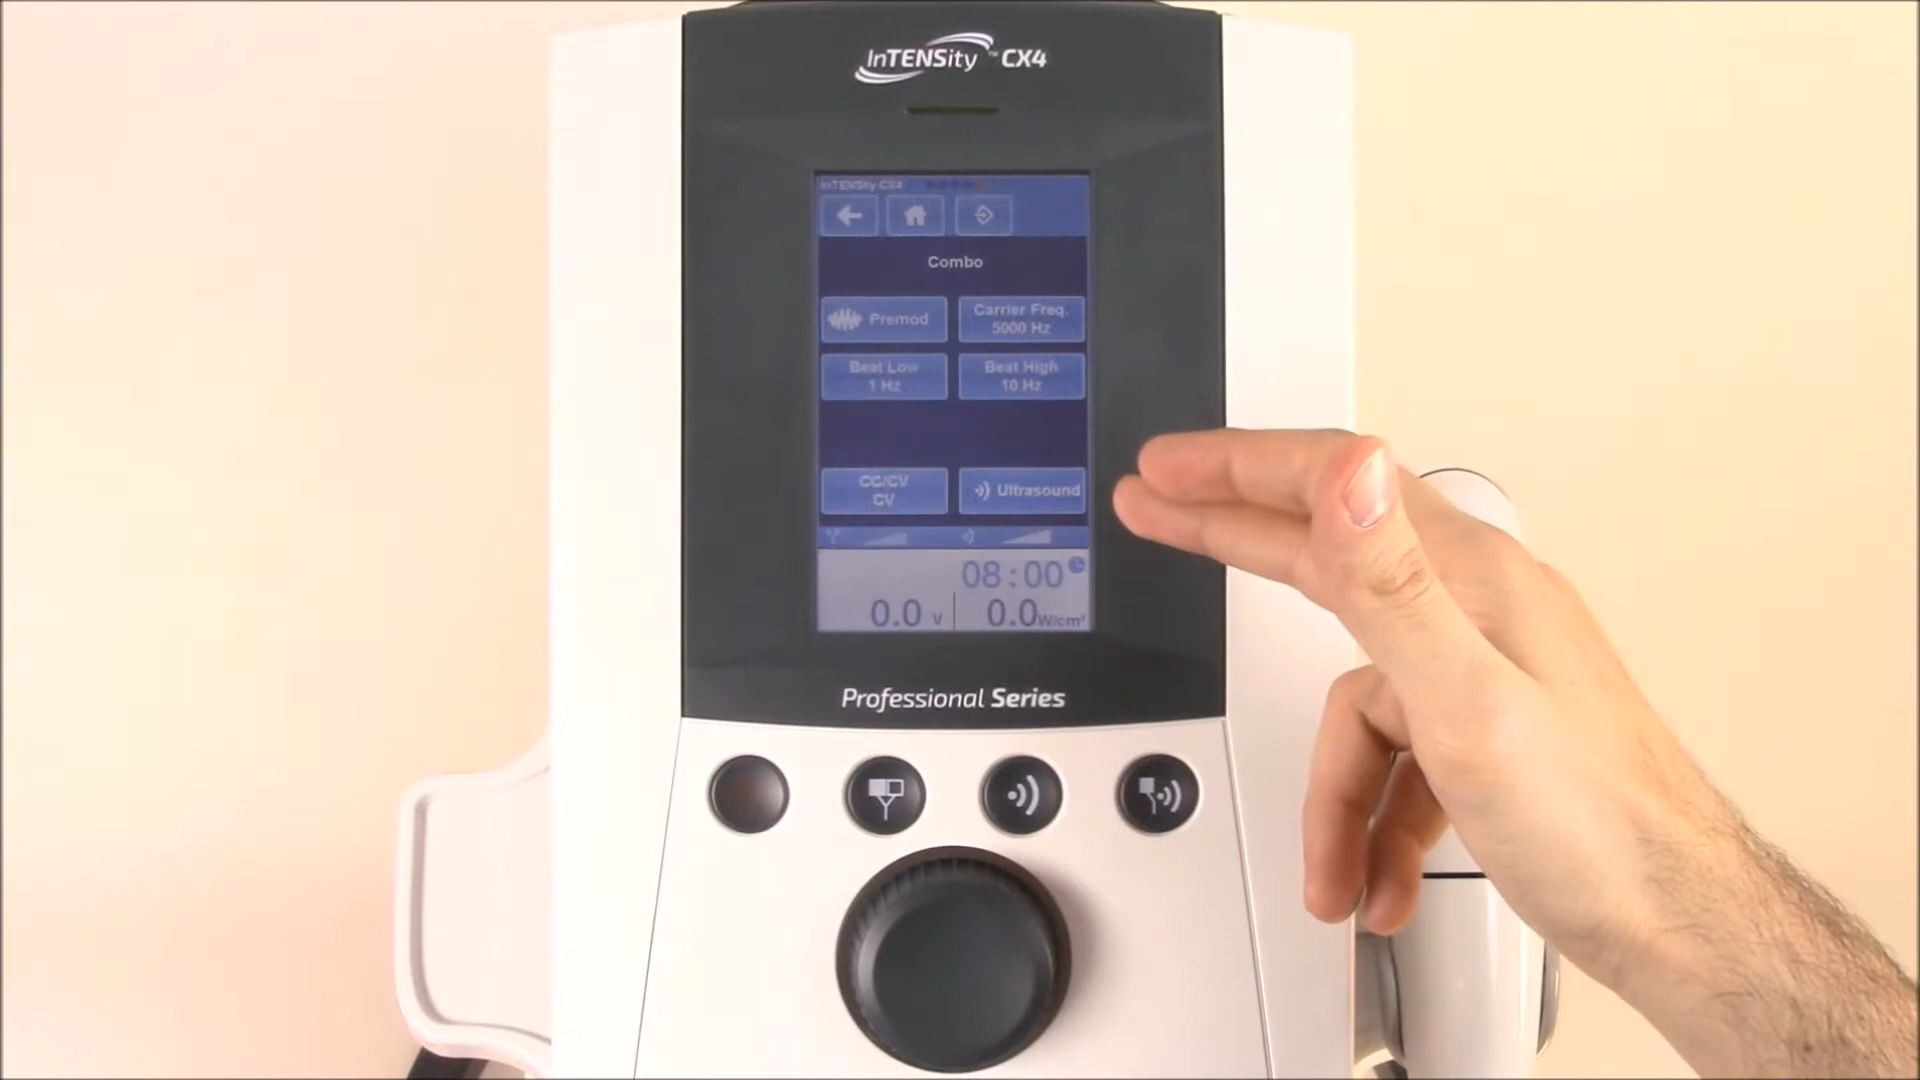 InTENSity™ CX4
InTENSity CX4
Combo
Premod
Carrier Freq.
5000 Hz
Beat Low
1 Hz
Beat High
10 Hz
CC/CV
CV
Ultrasound
08:00
0.0 V
0.0 W/cm²
Professional Series